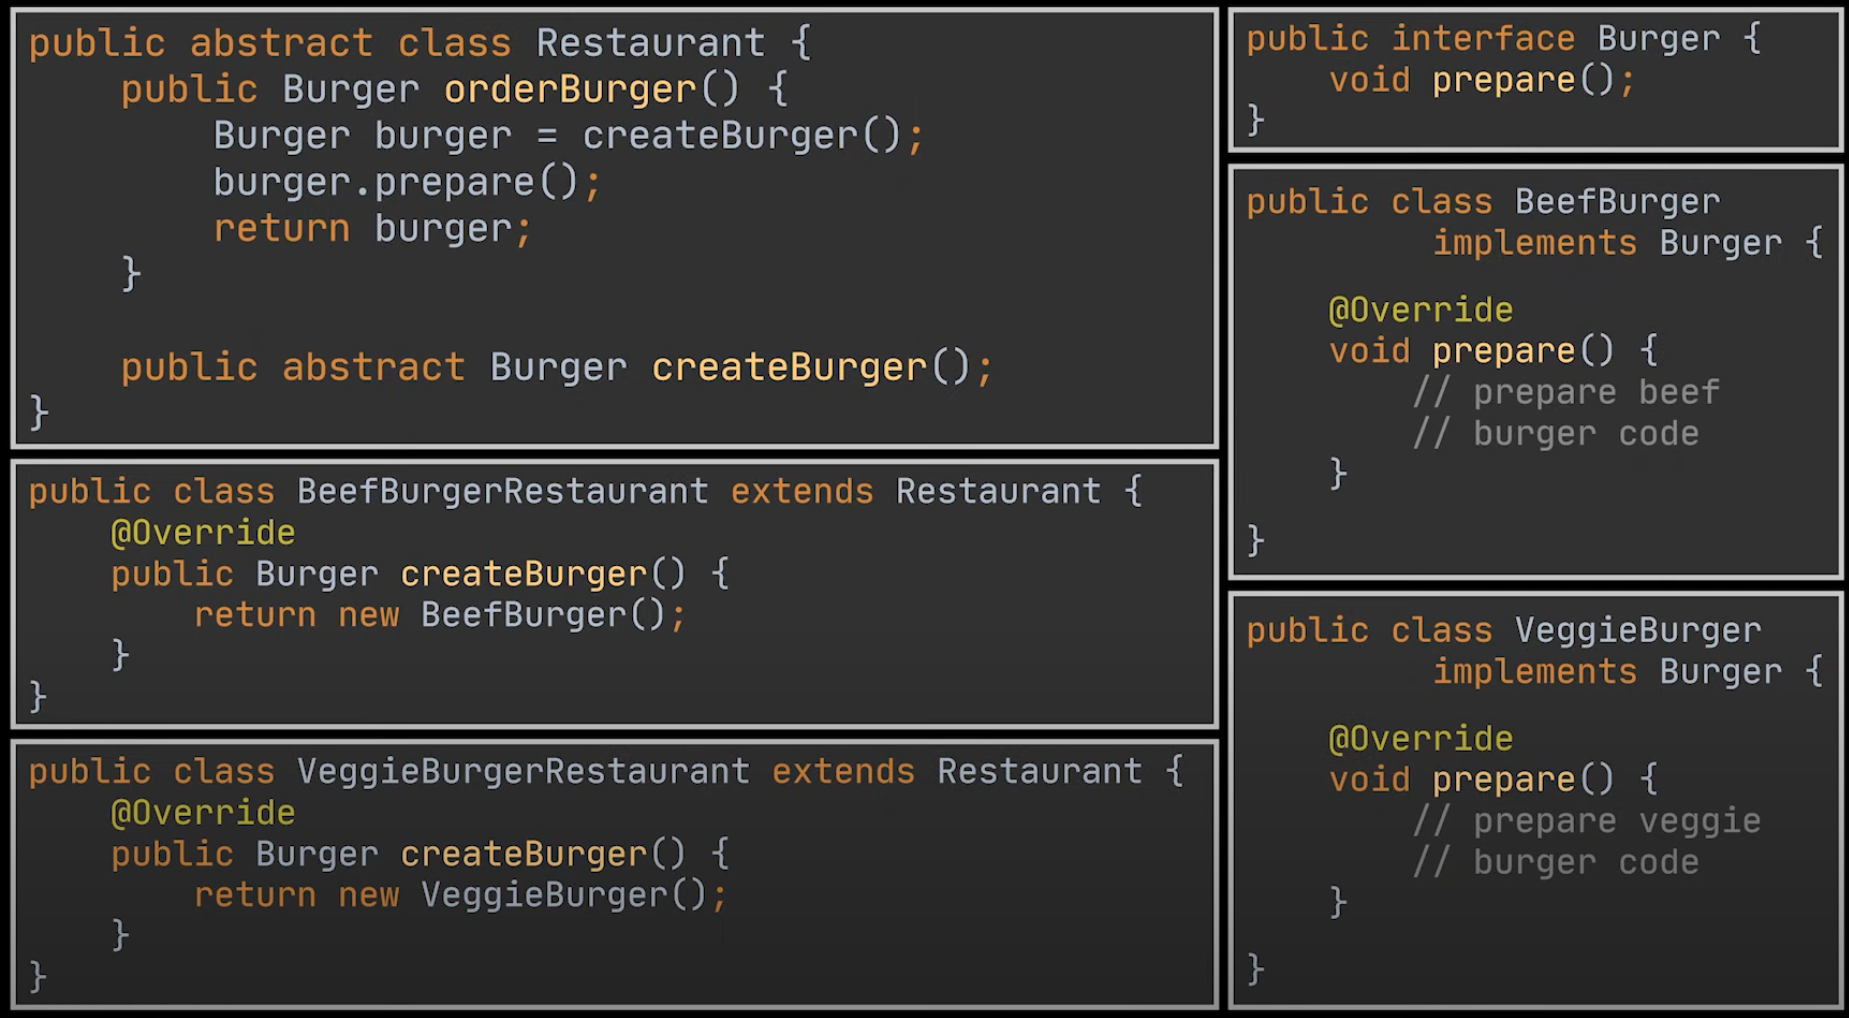 public abstract class Restaurant {
    public Burger orderBurger() {
        Burger burger = createBurger();
        burger.prepare();
        return burger;
    }

    public abstract Burger createBurger();
}
public class BeefBurgerRestaurant extends Restaurant {
    @Override
    public Burger createBurger() {
        return new BeefBurger();
    }
}
public class VeggieBurgerRestaurant extends Restaurant {
    @Override
    public Burger createBurger() {
        return new VeggieBurger();
    }
}
public interface Burger {
    void prepare();
}
public class BeefBurger
         implements Burger {

    @Override
    void prepare() {
        // prepare beef
        // burger code
    }

}
public class VeggieBurger
         implements Burger {

    @Override
    void prepare() {
        // prepare veggie
        // burger code
    }

}